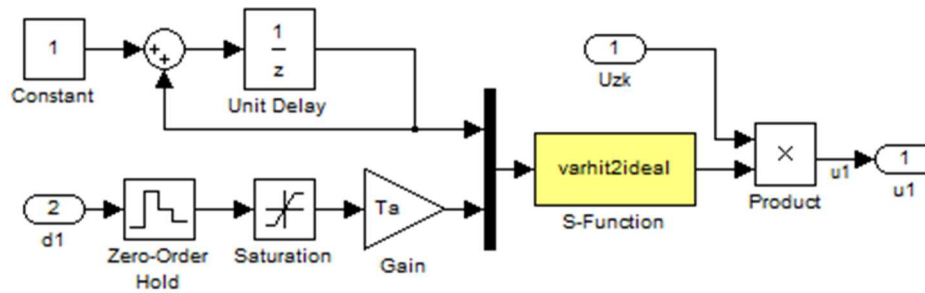 1
Constant
+
+
1
z
Unit Delay
1
Uzk
varhit2ideal
S-Function
×
Product
u1
1
u1
2
d1
Zero-Order
Hold
Saturation
Ta
Gain